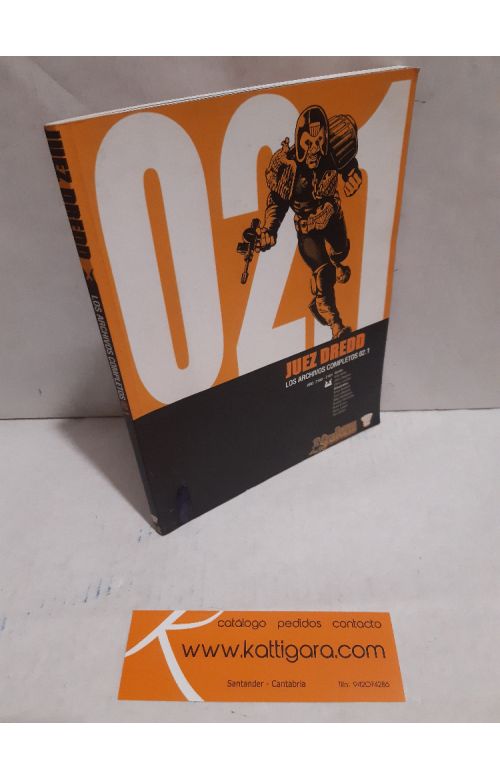 021
JUEZ DREDD
LOS ARCHIVOS COMPLETOS
JUEZ DREDD
LOS ARCHIVOS COMPLETOS 02.1
catálogo pedidos contacto
www.kattigara.com
Santander - Cantabria
Tlfn: 942074286